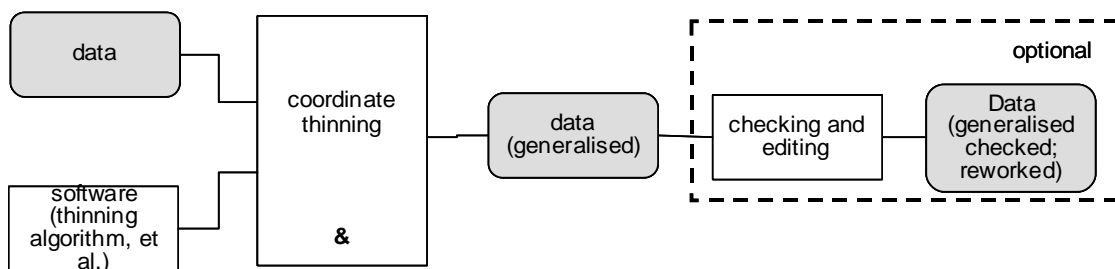 data
software
(thinning
algorithm, et
al.)
coordinate
thinning
&
data
(generalised)
optional
checking and
editing
Data
(generalised
checked;
reworked)